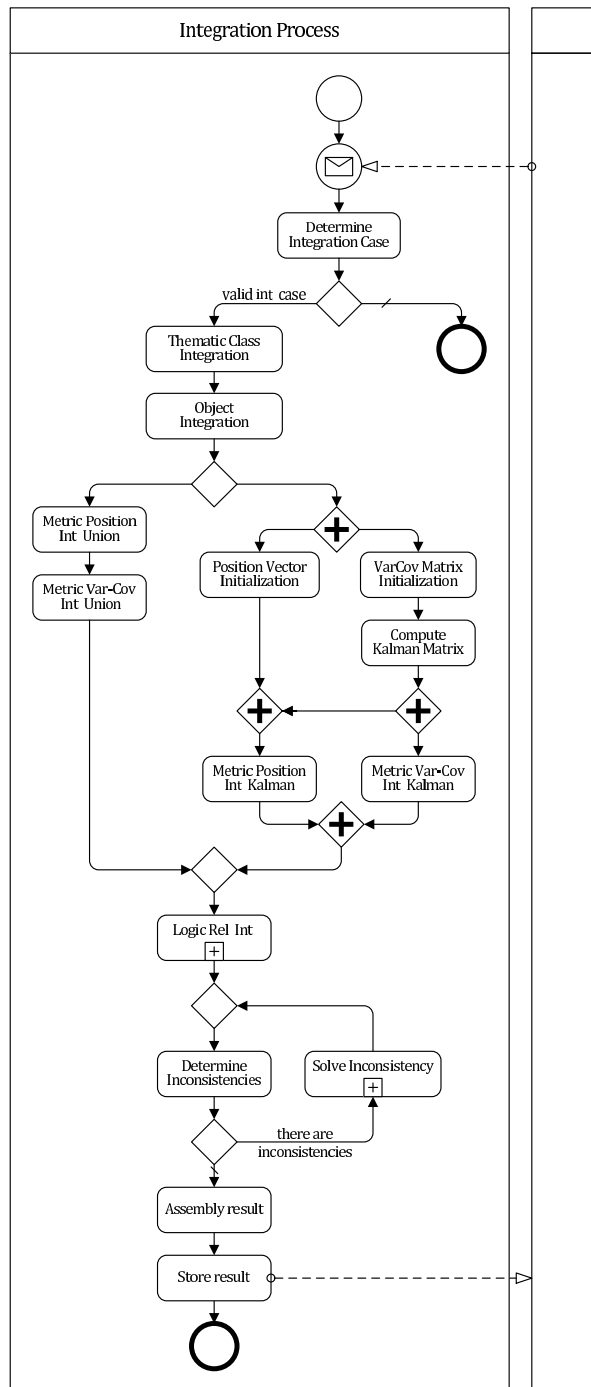 Integration Process
Determine
Integration Case
valid int case
Thematic Class
Integration
Object
Integration
Metric Position
Int Union
Position Vector
Initialization
VarCov Matrix
Initialization
Metric Var-Cov
Int Union
Compute
Kalman Matrix
Metric Position
Int Kalman
Metric Var-Cov
Int Kalman
Logic Rel Int
Determine
Inconsistencies
Solve Inconsistency
there are
inconsistencies
Assembly result
Store result